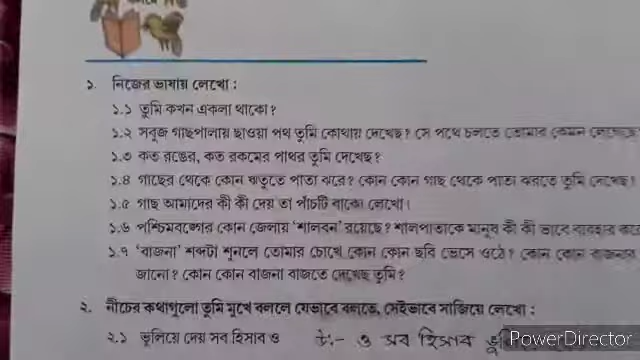 ১. নিজের ভাষায় লেখো :
১.১ তুমি কখন একলা থাকো?
১.২ সবুজ গাছপালায় ছাওয়া পথ তুমি কোথায় দেখেছ? সে পথে চলতে তোমার কেমন লেগেছে?
১.৩ কত রঙের, কত রকমের পাথর তুমি দেখেছ?
১.৪ গাছের থেকে কোন ঋতুতে পাতা ঝরে? কোন কোন গাছ থেকে পাতা ঝরতে তুমি দেখেছ।
১.৫ গাছ আমাদের কী কী দেয় তা পাঁচটি বাক্যে লেখো।
১.৬ পশ্চিমবঙ্গের কোন জেলায় 'শালবন' রয়েছে? শালপাতাকে মানুষ কী কী ভাবে ব্যবহার করে
১.৭ 'বাজনা' শব্দটা শুনলে তোমার চোখে কোন কোন ছবি ভেসে ওঠে? কোন কোন বাজনার
জানো? কোন কোন বাজনা বাজতে দেখেছ তুমি?
২. নীচের কথাগুলো তুমি মুখে বললে যেভাবে বলতে, সেইভাবে সাজিয়ে লেখো :
২.১ ভুলিয়ে দেয় সব হিসাব ও উ:- ও সব হিসাব
PowerDirector